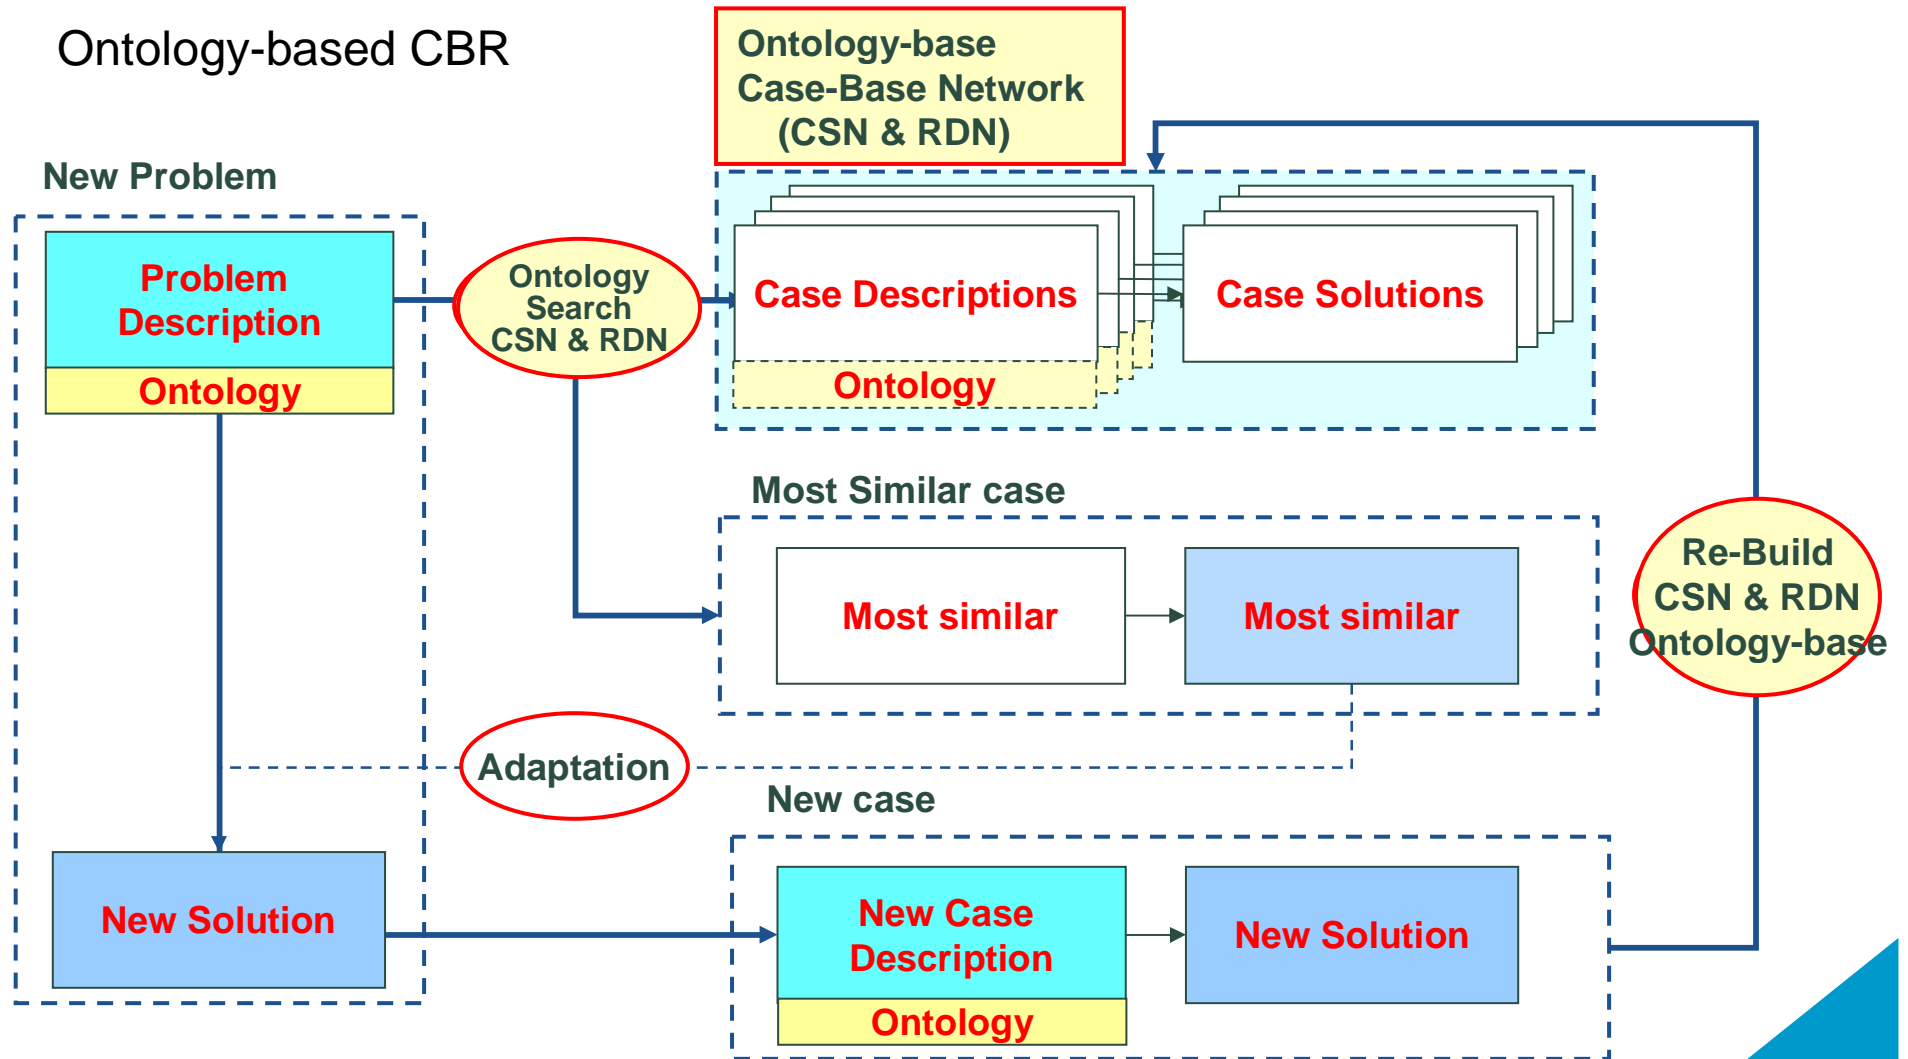 Ontology-based CBR
Ontology-base
Case-Base Network
(CSN & RDN)
New Problem
Problem
Description
Ontology
Ontology
Search
CSN & RDN
Case Descriptions
Ontology
Case Solutions
Most Similar case
Most similar
Most similar
Re-Build
CSN & RDN
Ontology-base
Adaptation
New case
New Solution
New Case
Description
Ontology
New Solution